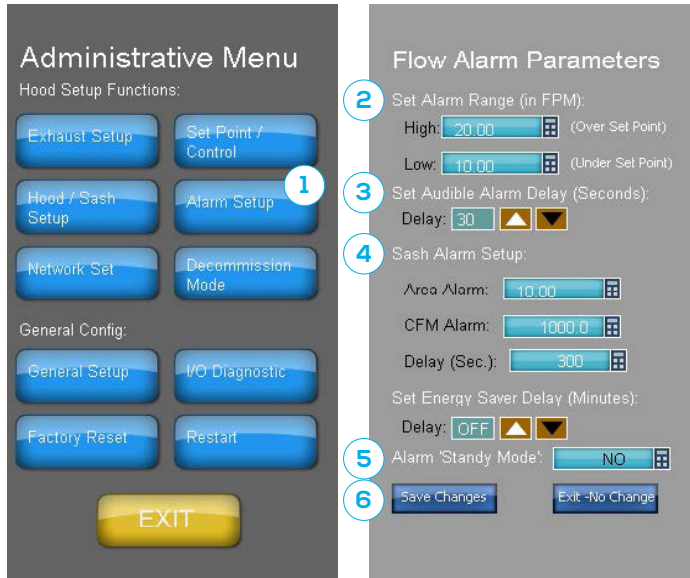 Administrative Menu
Hood Setup Functions:
Exhaust Setup
Set Point /
Control
1
Hood / Sash
Setup
Alarm Setup
Network Set
Decommission
Mode
General Config:
General Setup
I/O Diagnostic
Factory Reset
Restart
EXIT
Flow Alarm Parameters
2
Set Alarm Range (in FPM):
High: 20.00 (Over Set Point)
Low: 10.00 (Under Set Point)
3
Set Audible Alarm Delay (Seconds):
Delay: 30
4
Sash Alarm Setup:
Area Alarm: 10.00
CFM Alarm: 1000.0
Delay (Sec.): 300
Set Energy Saver Delay (Minutes):
Delay: OFF
5
Alarm 'Standy Mode': NO
6
Save Changes
Exit -No Change